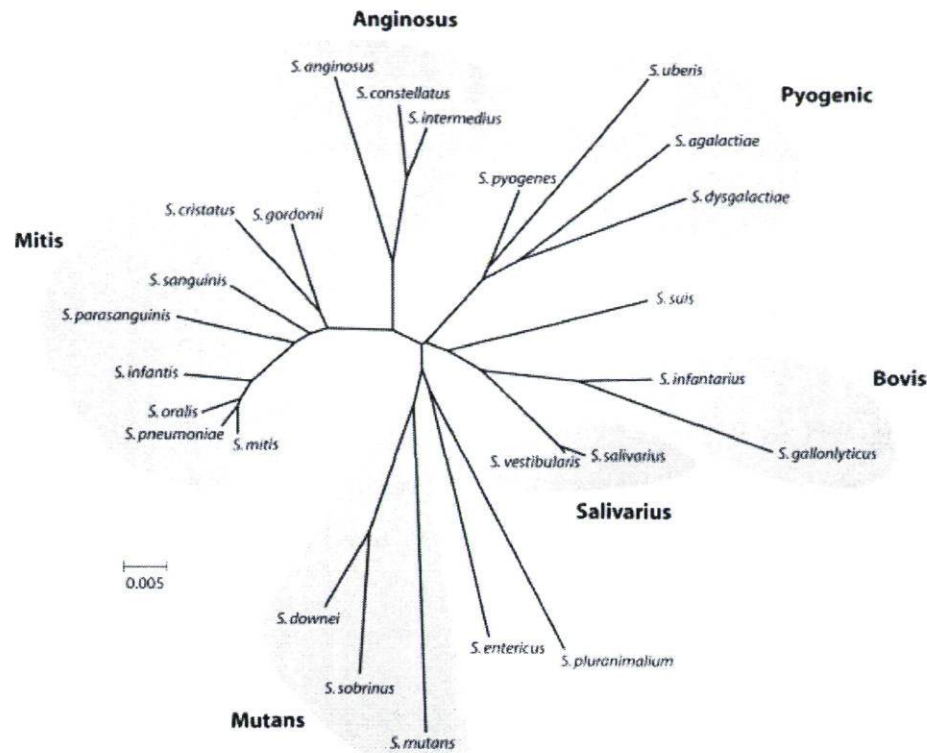 Anginosus
S. anginosus
S. uberis
S. constellatus
Pyogenic
S. intermedius
S. agalactiae
S. pyogenes
S. dysgalactiae
S. cristatus
S. gordonii
Mitis
S. sanguinis
S. suis
S. parasanguinis
S. infantis
S. infantarius
Bovis
S. oralis
S. pneumoniae
S. mitis
S. vestibularis
S. salivarius
S. gallonlyticus
Salivarius
0.005
S. downei
S. entericus
S. pluranimalium
S. sobrinus
Mutans
S. mutans